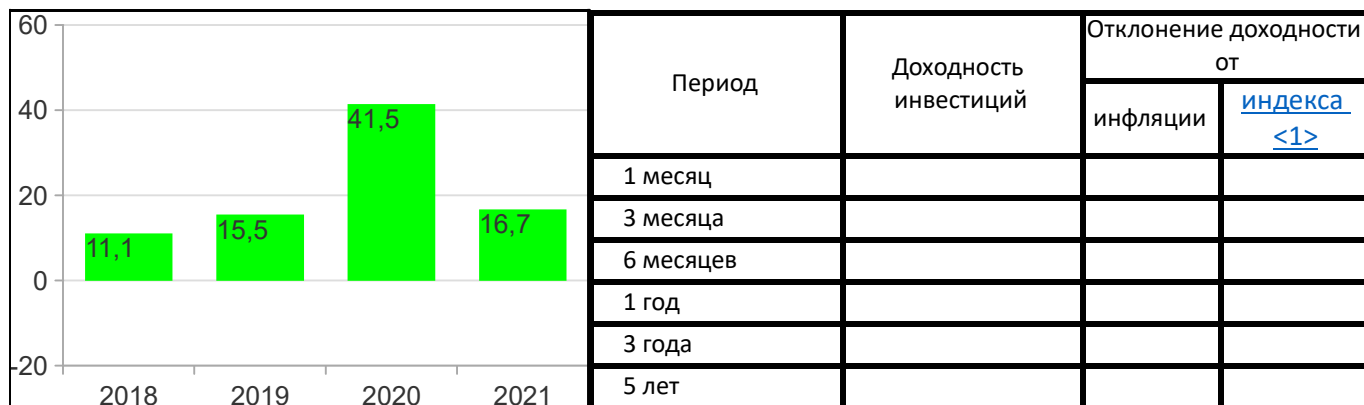 60
40
20
0
-20
11,1
15,5
41,5
16,7
2018 2019 2020 2021
Период
Доходность
инвестиций
Отклонение доходности
от
инфляции
индекса
<1>
1 месяц
3 месяца
6 месяцев
1 год
3 года
5 лет